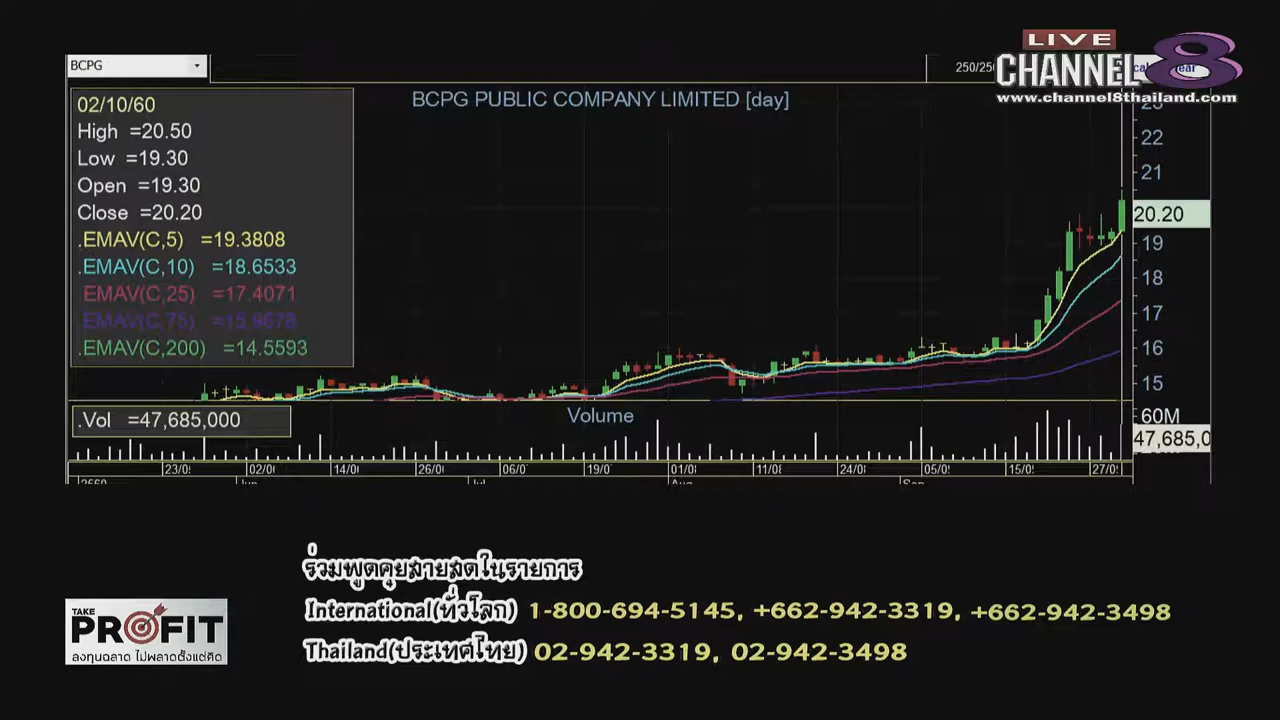 LIVE
CHANNEL 8
www.channel8thailand.com
BCPG
02/10/60
High =20.50
Low =19.30
Open =19.30
Close =20.20
.EMAV(C,5) =19.3808
.EMAV(C,10) =18.6533
.EMAV(C,25) =17.4071
.EMAV(C,75) =15.9678
.EMAV(C,200) =14.5593
BCPG PUBLIC COMPANY LIMITED [day]
22
21
20.20
19
18
17
16
15
.Vol =47,685,000
Volume
60M
47,685,0
23/0
02/0
14/0
26/0
06/0
19/0
01/0
11/0
24/0
05/0
15/0
27/0
TAKE
PROFIT
ลงทุนฉลาด ไม่พลาดตั้งแต่คิด
ร่วมพูดคุยสายสดในรายการ
International(ทั่วโลก) 1-800-694-5145, +662-942-3319, +662-942-3498
Thailand(ประเทศไทย) 02-942-3319, 02-942-3498